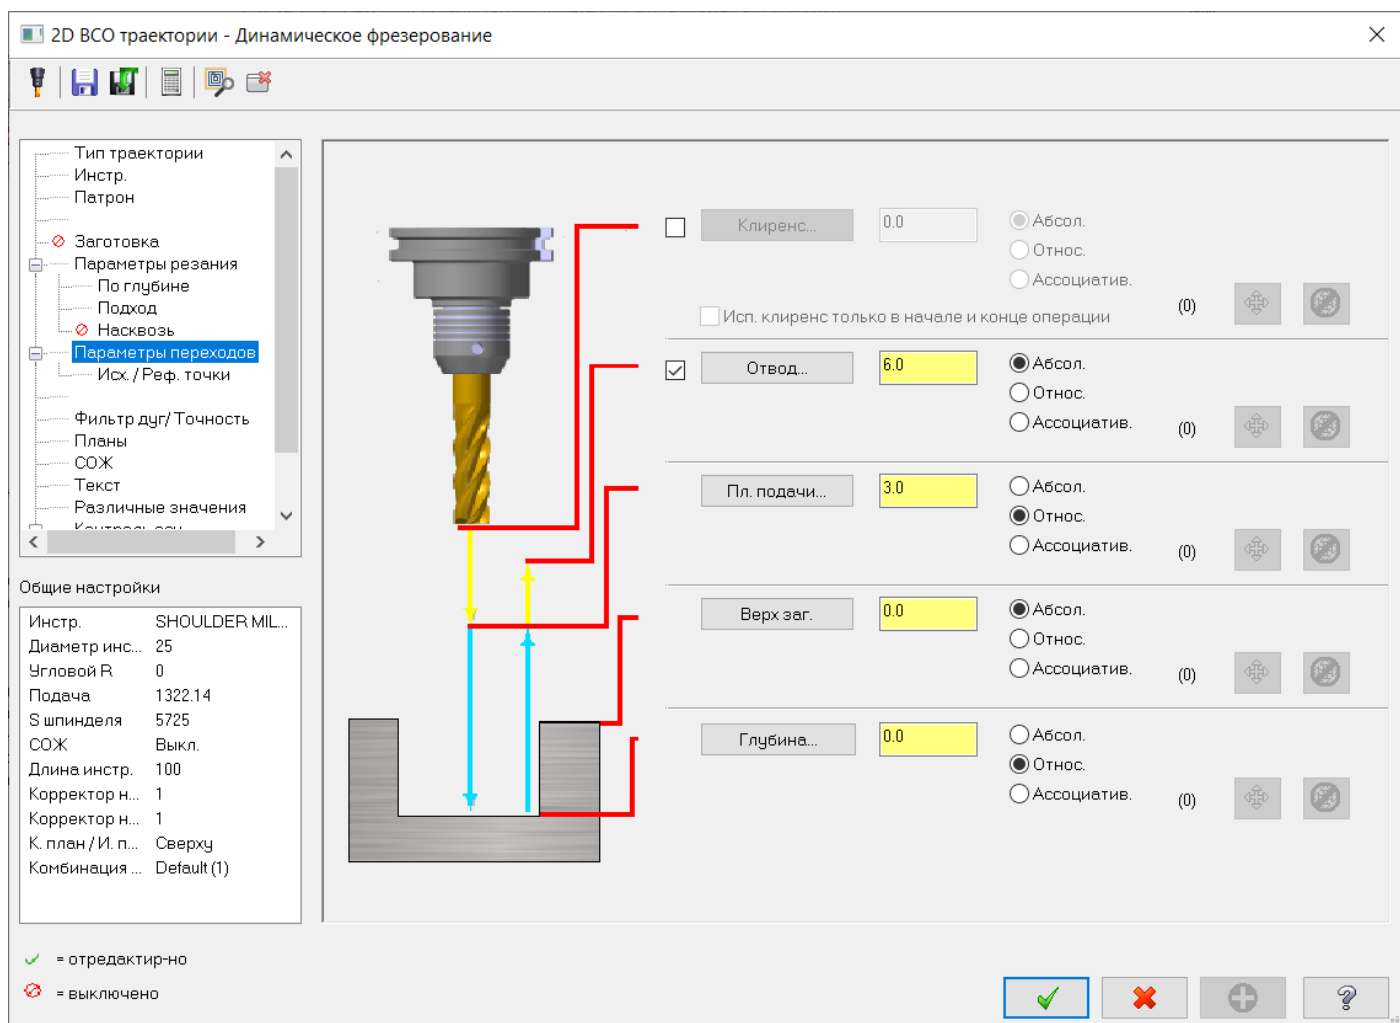 2D ВСО траектории - Динамическое фрезерование
Тип траектории
Инстр.
Патрон
Заготовка
Параметры резания
По глубине
Подход
Насквозь
Параметры переходов
Исх. / Реф. точки
Фильтр дуг/ Точность
Планы
СОЖ
Текст
Различные значения
Общие настройки
Инстр. SHOULDER MIL...
Диаметр инс... 25
Угловой R 0
Подача 1322.14
S шпинделя 5725
СОЖ Выкл.
Длина инстр. 100
Корректор н... 1
Корректор н... 1
К. план / И. п... Сверху
Комбинация ... Default (1)
= отредактир-но
= выключено
Клиренс... 0.0 Абсол.
Относ.
Ассоциатив.
(0)
Исп. клиренс только в начале и конце операции
Отвод... 6.0 Абсол.
Относ.
Ассоциатив.
(0)
Пл. подачи... 3.0 Абсол.
Относ.
Ассоциатив.
(0)
Верх заг. 0.0 Абсол.
Относ.
Ассоциатив.
(0)
Глубина... 0.0 Абсол.
Относ.
Ассоциатив.
(0)